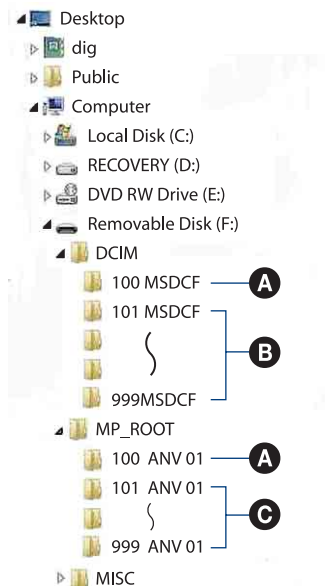 Desktop
dig
Public
Computer
Local Disk (C:)
RECOVERY (D:)
DVD RW Drive (E:)
Removable Disk (F:)
DCIM
100 MSDCF A
101 MSDCF
B
999MSDCF
MP_ROOT
100 ANV 01 A
101 ANV 01
C
999 ANV 01
MISC